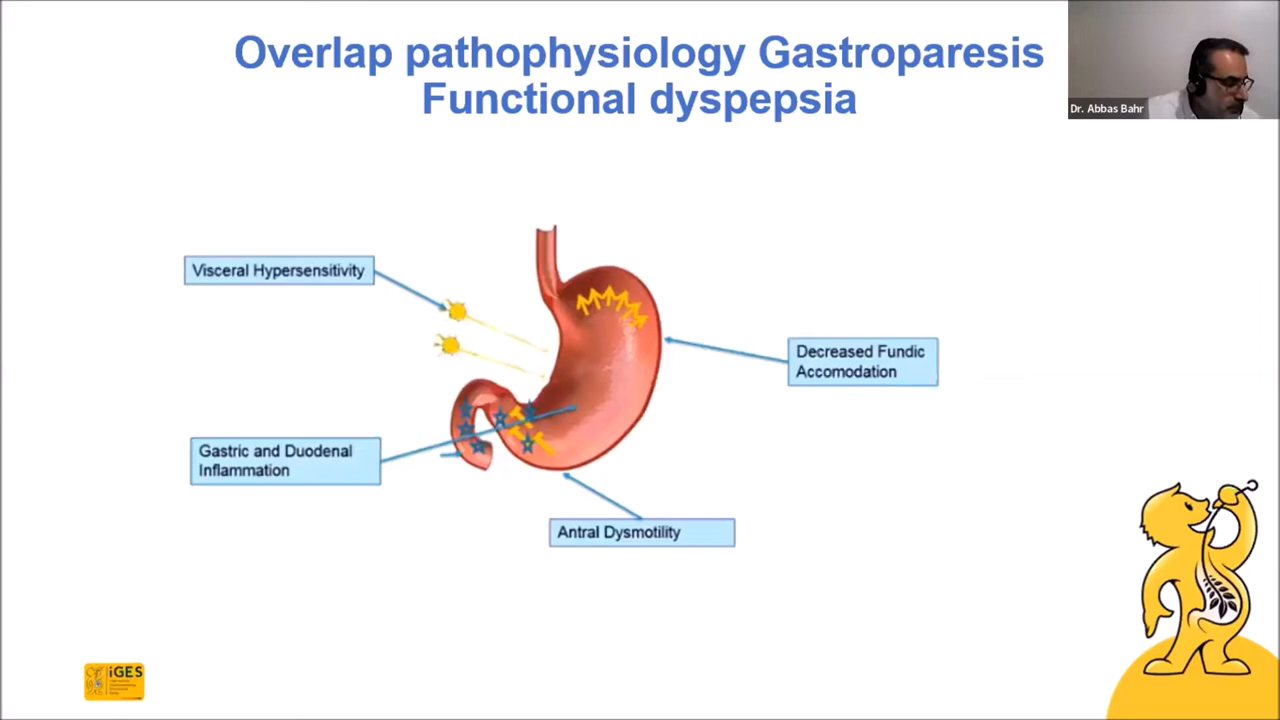 Overlap pathophysiology Gastroparesis
Functional dyspepsia
Dr. Abbas Bahr
Visceral Hypersensitivity
Decreased Fundic
Accomodation
Gastric and Duodenal
Inflammation
Antral Dysmotility
iGES